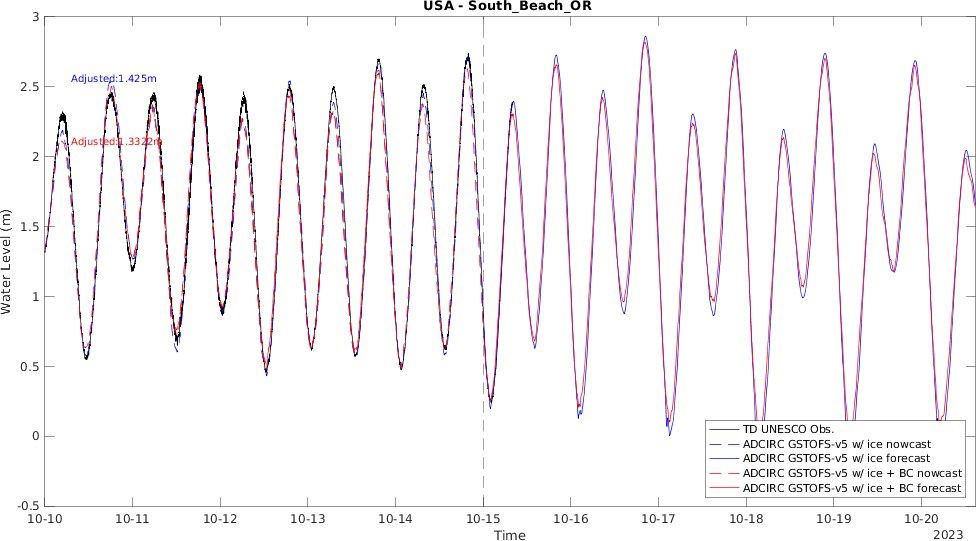 USA - South_Beach_OR
3
2.5
2
1.5
1
0.5
0
-0.5
Water Level (m)
Adjusted:1.425m
Adjusted:1.3322m
TD UNESCO Obs.
ADCIRC GSTOFS-v5 w/ ice nowcast
ADCIRC GSTOFS-v5 w/ ice forecast
ADCIRC GSTOFS-v5 w/ ice + BC nowcast
ADCIRC GSTOFS-v5 w/ ice + BC forecast
10-10 10-11 10-12 10-13 10-14 10-15 10-16 10-17 10-18 10-19 10-20
Time
2023